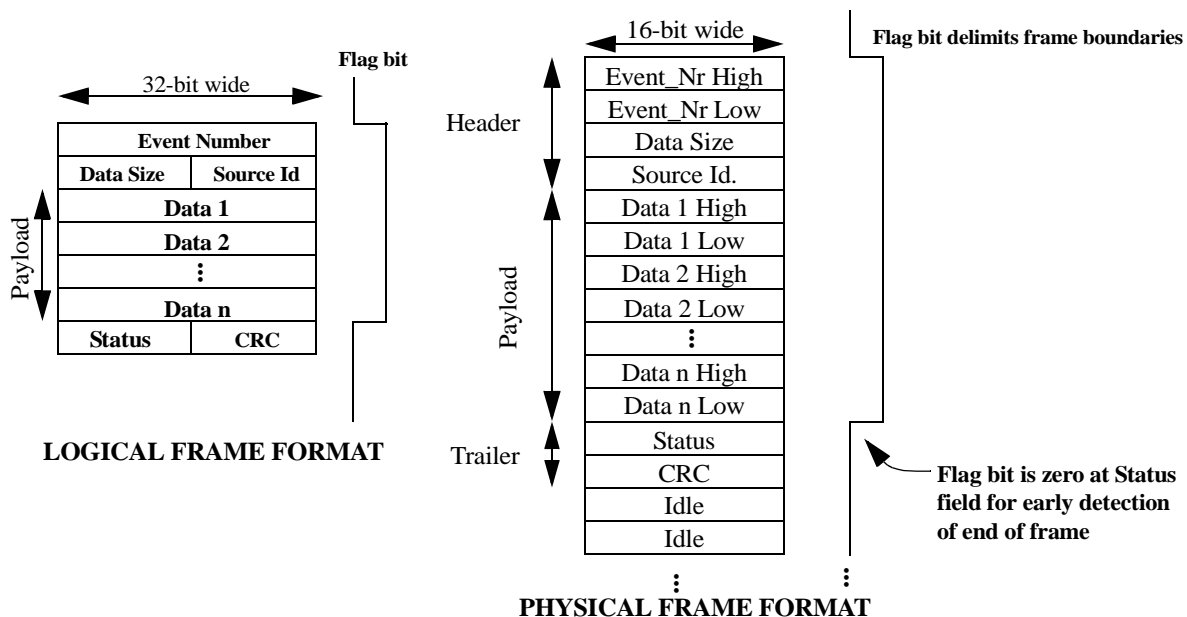 Flag bit
32-bit wide
Event Number
Data Size Source Id
Data 1
Data 2
Data n
Status CRC
Payload
LOGICAL FRAME FORMAT
16-bit wide
Flag bit delimits frame boundaries
Event_Nr High
Event_Nr Low
Data Size
Source Id.
Data 1 High
Data 1 Low
Data 2 High
Data 2 Low
Data n High
Data n Low
Status
CRC
Idle
Idle
Header
Payload
Trailer
Flag bit is zero at Status
field for early detection
of end of frame
PHYSICAL FRAME FORMAT